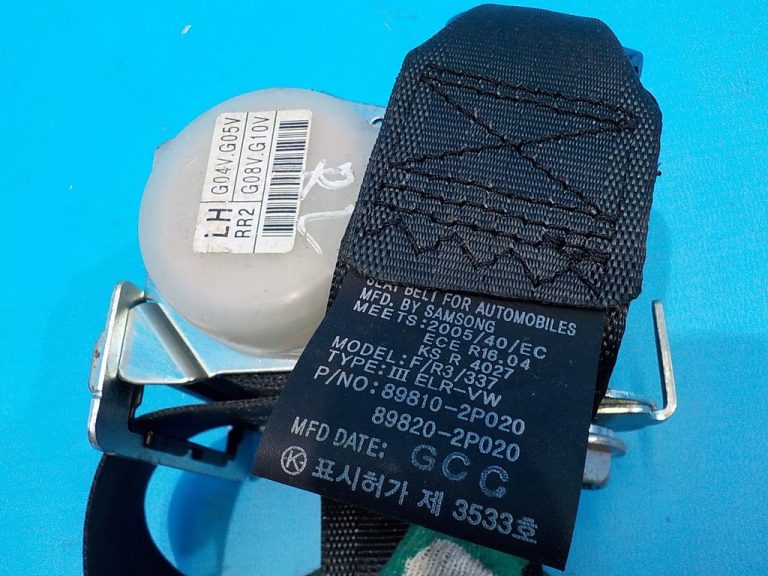 LH G04V.G05V
RR2 G08V.G10V
RL
SEAT BELT FOR AUTOMOBILES
MFD. BY SAMSONG
MEETS:2005/40/EC
ECE R16.04
KS R 4027
MODEL:F/R3/337
TYPE:III ELR-VW
P/NO:89810-2P020
89820-2P020
MFD DATE: GCC
Ⓚ 표시허가 제 3533호